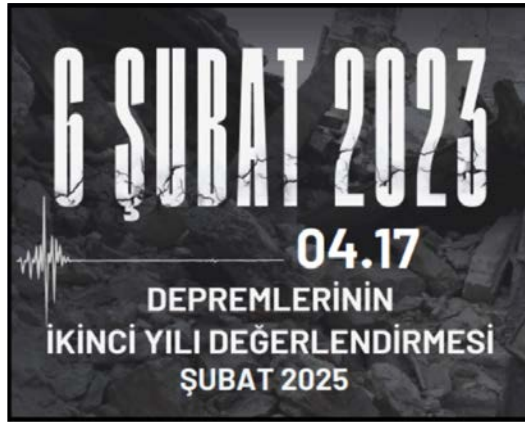 6 ŞUBAT 2023
04.17
DEPREMLERİNİN
İKİNCİ YILI DEĞERLENDİRMESİ
ŞUBAT 2025